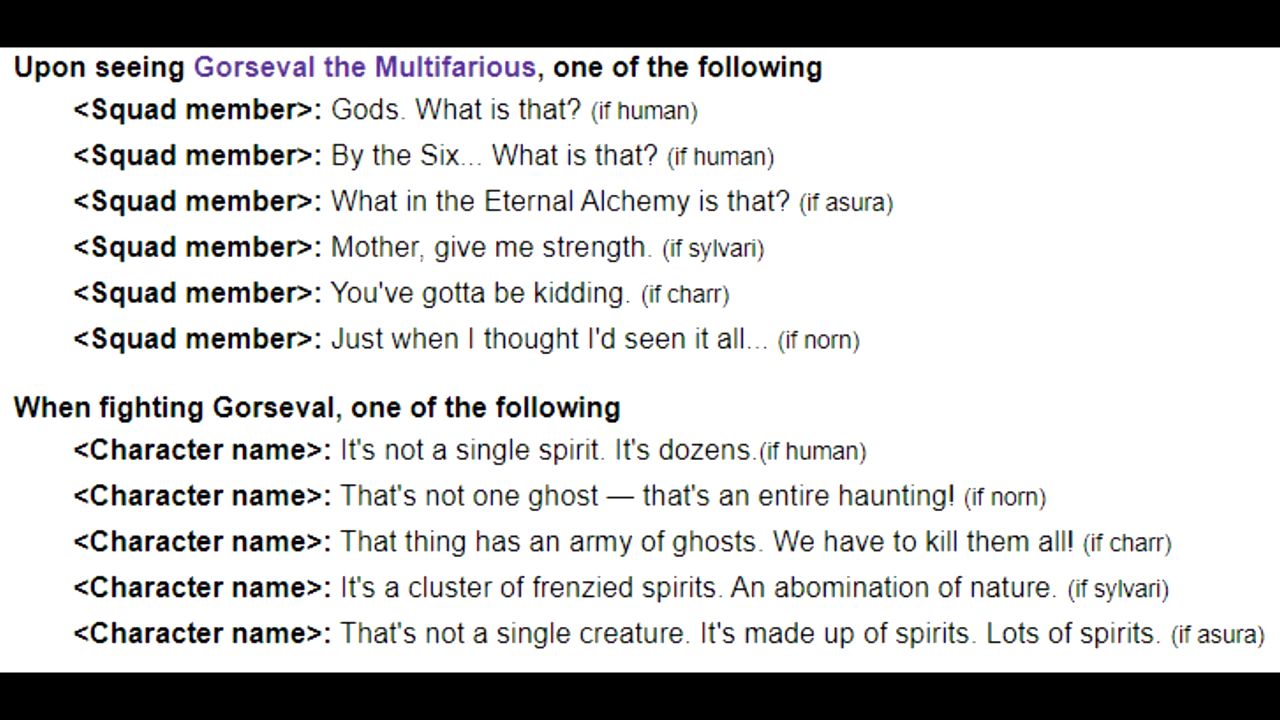 Upon seeing Gorseval the Multifarious, one of the following
<Squad member>: Gods. What is that? (if human)
<Squad member>: By the Six... What is that? (if human)
<Squad member>: What in the Eternal Alchemy is that? (if asura)
<Squad member>: Mother, give me strength. (if sylvari)
<Squad member>: You've gotta be kidding. (if charr)
<Squad member>: Just when I thought I'd seen it all... (if norn)
When fighting Gorseval, one of the following
<Character name>: It's not a single spirit. It's dozens.(if human)
<Character name>: That's not one ghost — that's an entire haunting! (if norn)
<Character name>: That thing has an army of ghosts. We have to kill them all! (if charr)
<Character name>: It's a cluster of frenzied spirits. An abomination of nature. (if sylvari)
<Character name>: That's not a single creature. It's made up of spirits. Lots of spirits. (if asura)